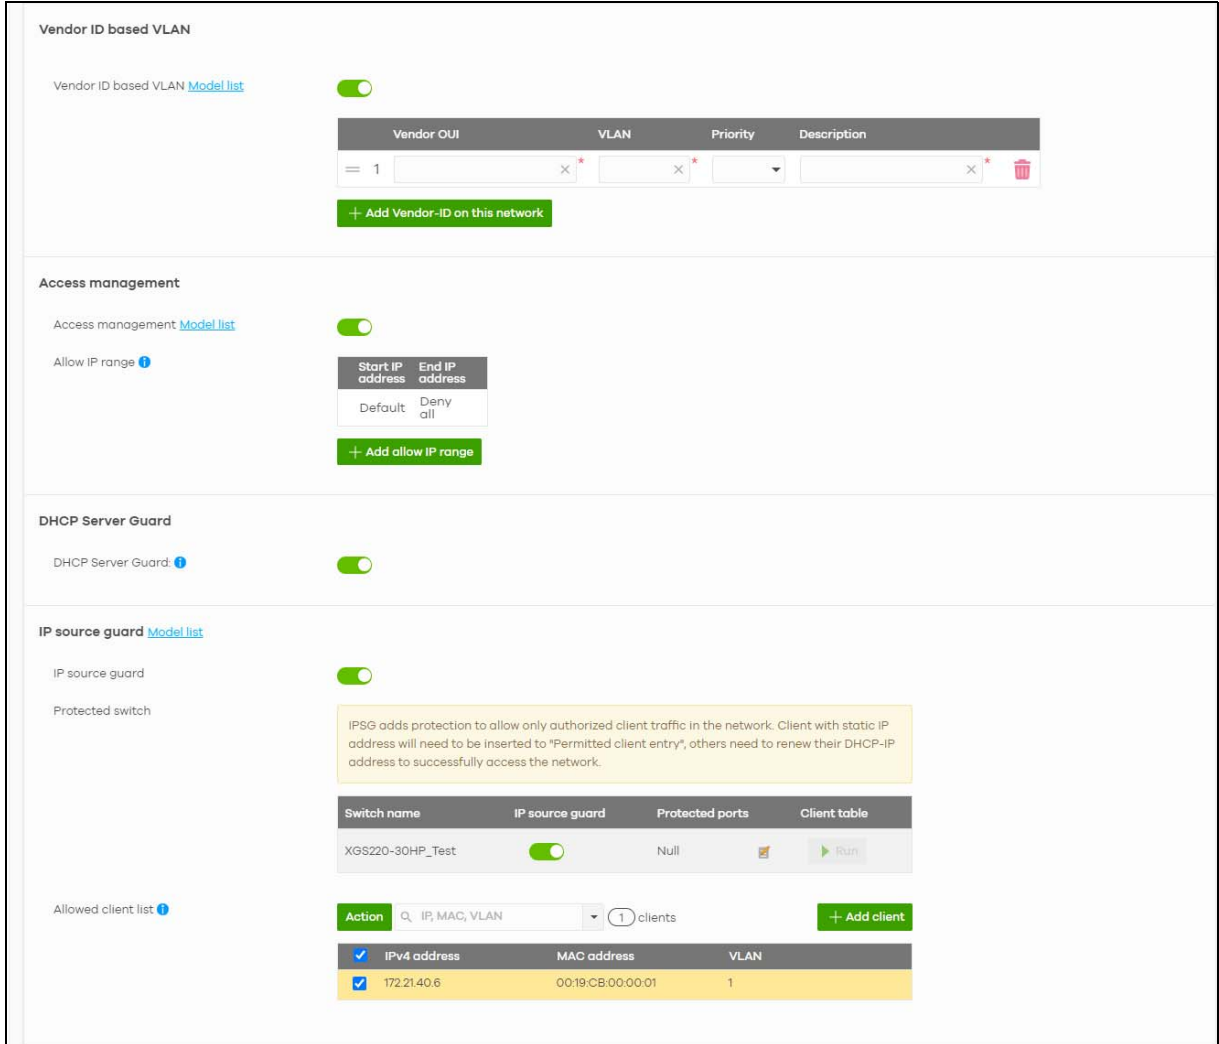 Vendor ID based VLAN
Vendor ID based VLAN Model list
Vendor OUI VLAN Priority Description
1 * * *
+ Add Vendor-ID on this network
Access management
Access management Model list
Allow IP range
Start IP address End IP address
Default Deny all
+ Add allow IP range
DHCP Server Guard
DHCP Server Guard:
IP source guard Model list
IP source guard
Protected switch
IPSG adds protection to allow only authorized client traffic in the network. Client with static IP
address will need to be inserted to "Permitted client entry", others need to renew their DHCP-IP
address to successfully access the network.
Switch name IP source guard Protected ports Client table
XGS220-30HP_Test Null Run
Allowed client list
Action IP, MAC, VLAN 1 clients + Add client
IPv4 address MAC address VLAN
172.21.40.6 00:19:CB:00:00:01 1